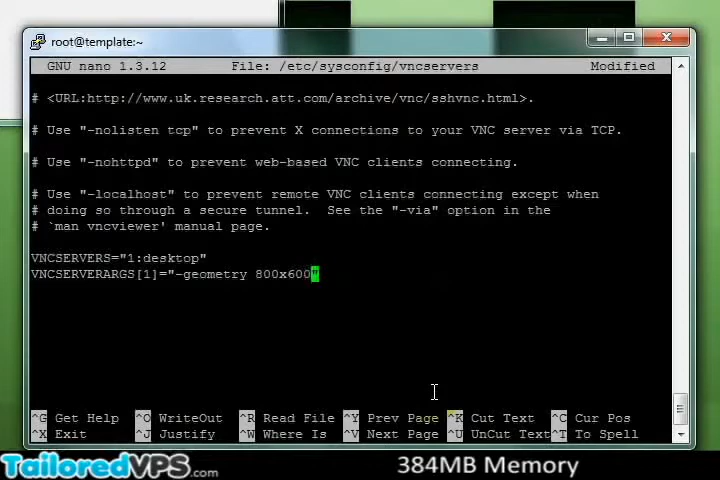 root@template:~
GNU nano 1.3.12 File: /etc/sysconfig/vncservers Modified
# <URL:http://www.uk.research.att.com/archive/vnc/sshvnc.html>.
# Use "-nolisten tcp" to prevent X connections to your VNC server via TCP.
# Use "-nohttpd" to prevent web-based VNC clients connecting.
# Use "-localhost" to prevent remote VNC clients connecting except when
# doing so through a secure tunnel.  See the "-via" option in the
# `man vncviewer' manual page.
VNCSERVERS="1:desktop"
VNCSERVERARGS[1]="-geometry 800x600"
^G Get Help ^O WriteOut ^R Read File ^Y Prev Page ^K Cut Text ^C Cur Pos
^X Exit ^J Justify ^W Where Is ^V Next Page ^U UnCut Text ^T To Spell
TailoredVPS.com 384MB Memory